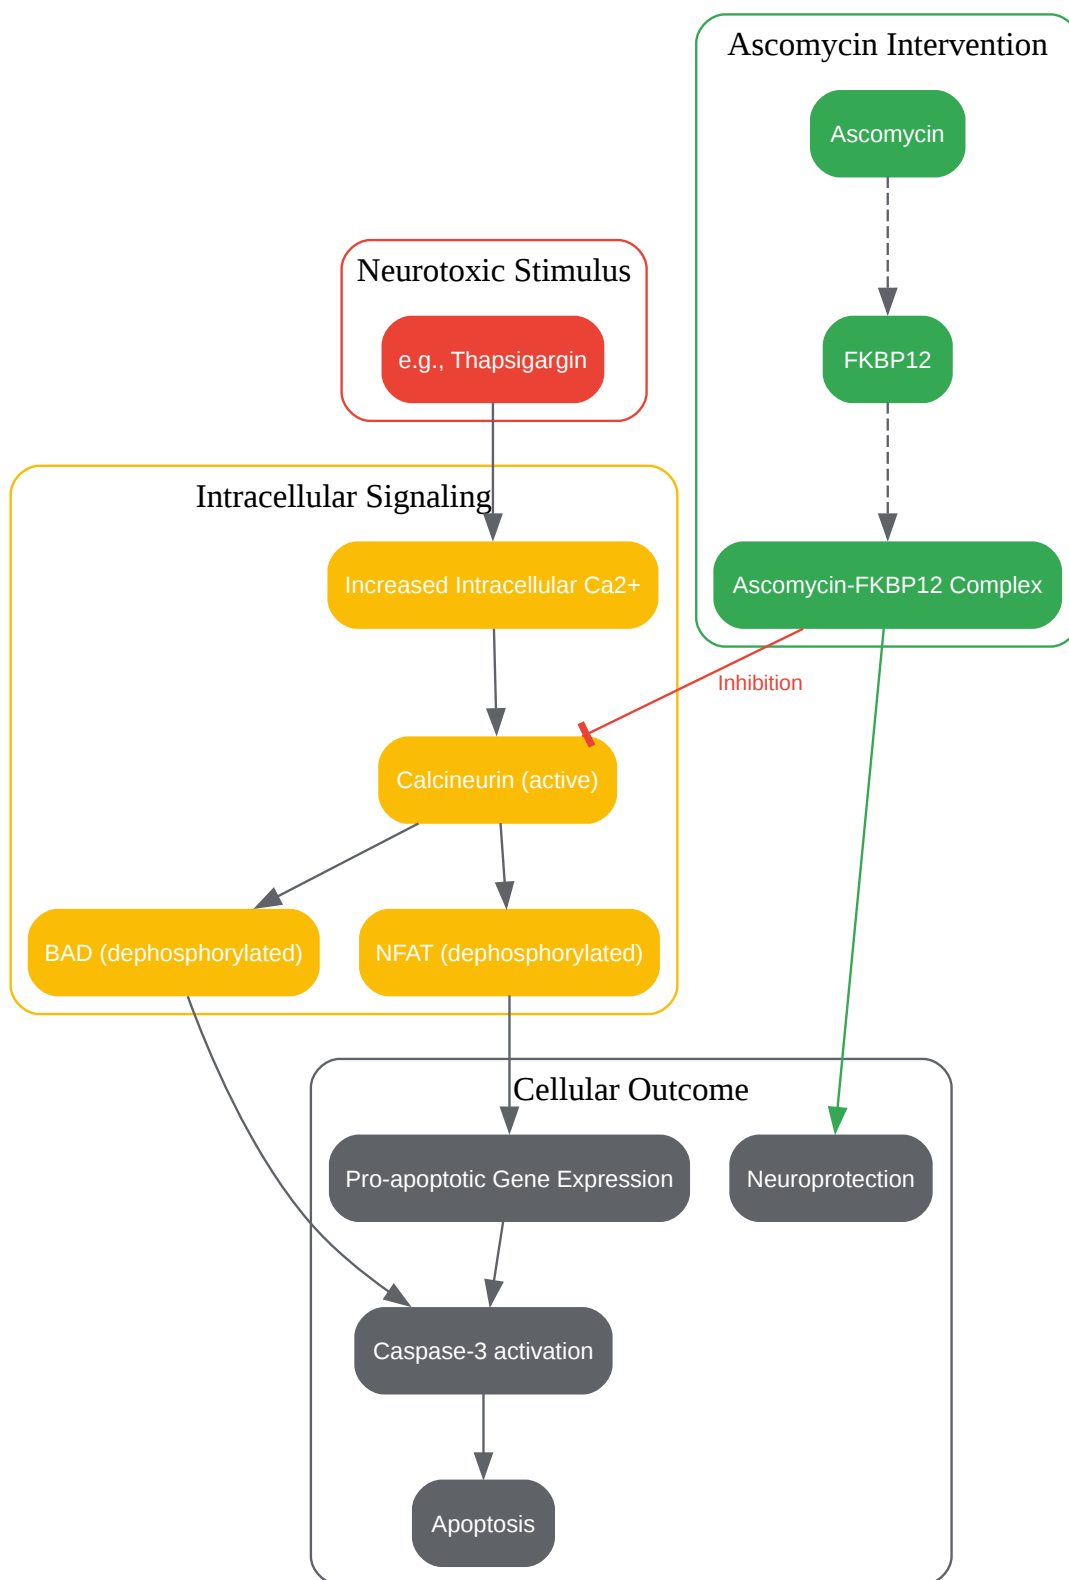 Ascomycin Intervention
Ascomycin
Neurotoxic Stimulus
e.g., Thapsigargin
FKBP12
Intracellular Signaling
Increased Intracellular Ca2+
Ascomycin-FKBP12 Complex
Inhibition
Calcineurin (active)
BAD (dephosphorylated)
NFAT (dephosphorylated)
Cellular Outcome
Pro-apoptotic Gene Expression
Neuroprotection
Caspase-3 activation
Apoptosis